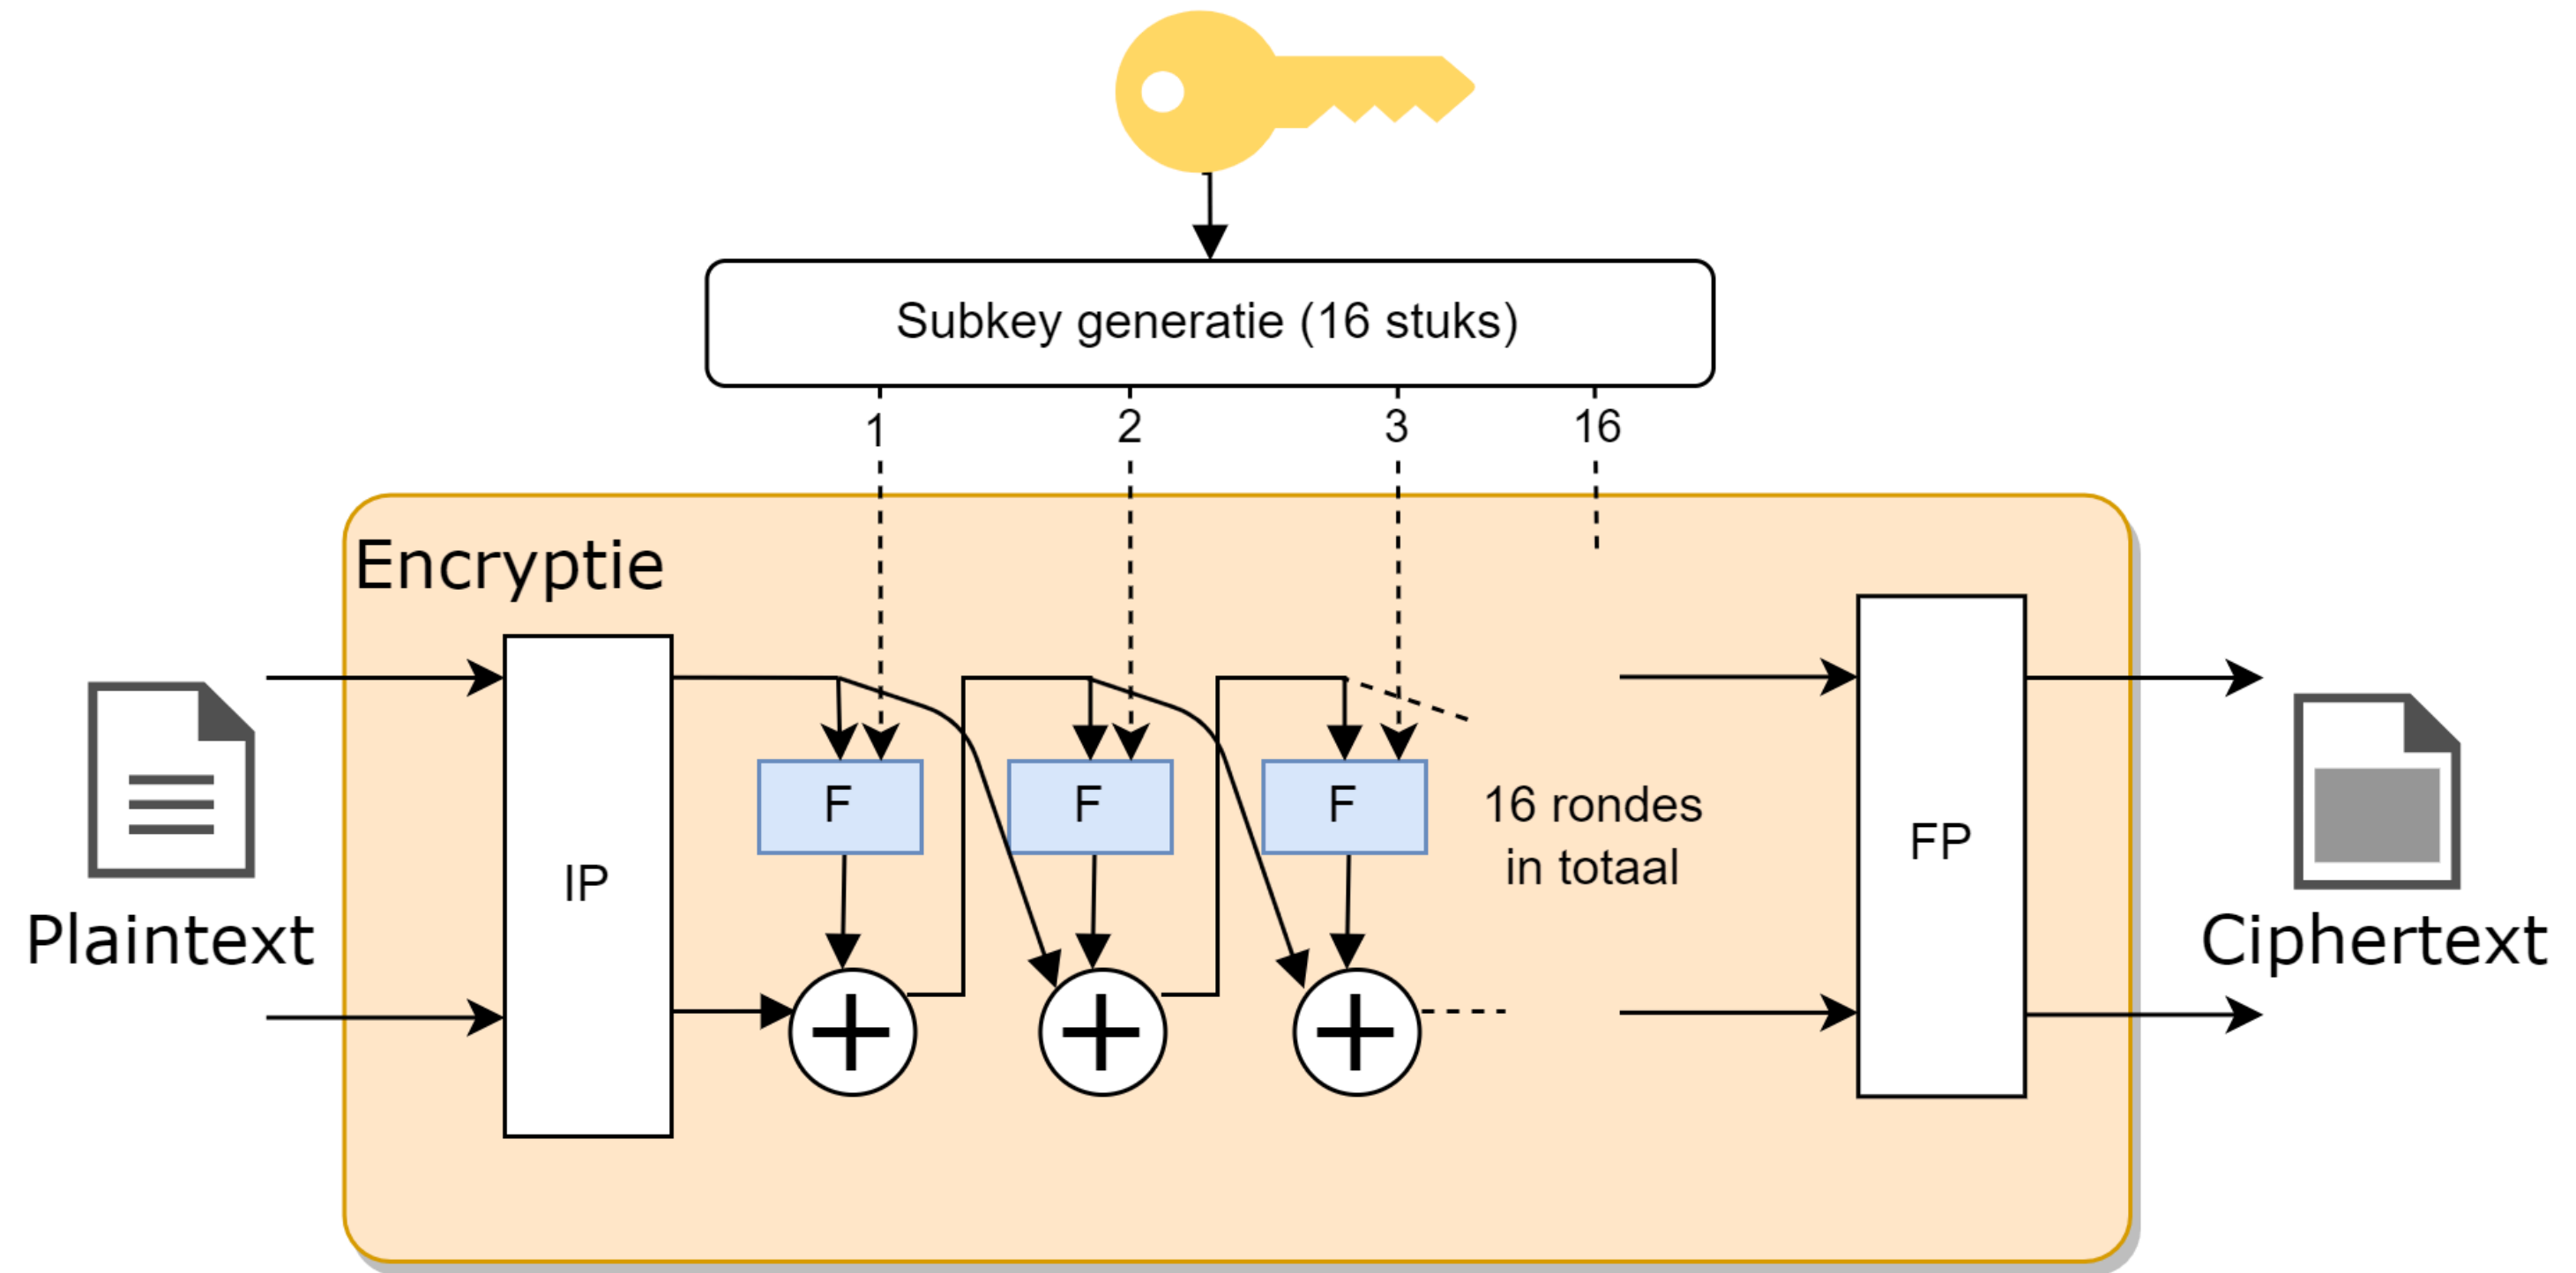 Subkey generatie (16 stuks)
1
2
3
16
Encryptie
IP
F
F
F
16 rondes
in totaal
FP
Plaintext
Ciphertext